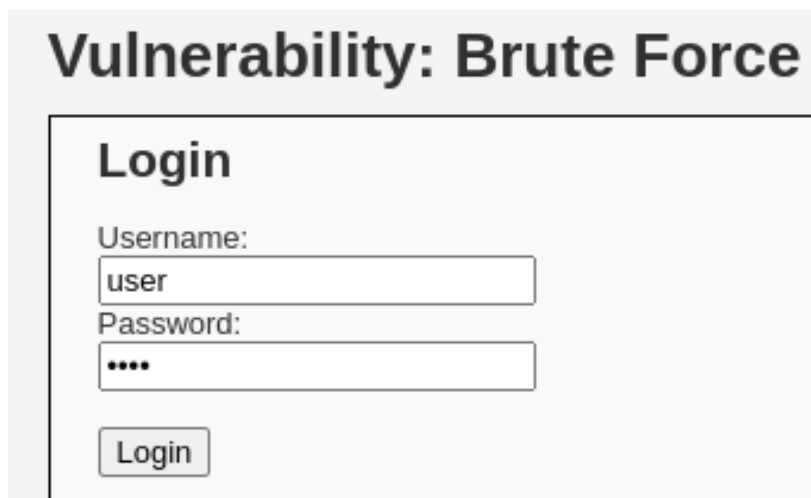 Vulnerability: Brute Force
Login
Username:
user
Password:
••••
Login